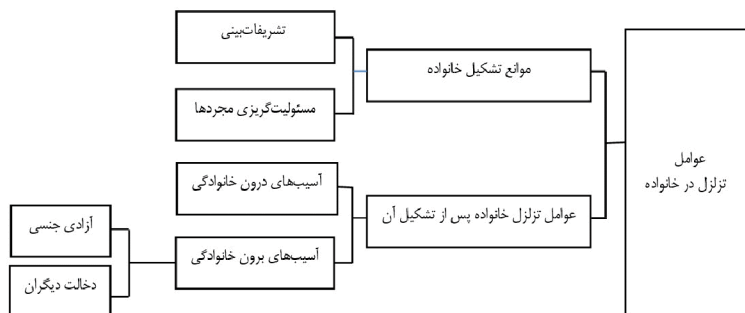 عوامل
تزلزل در خانواده
موانع تشکیل خانواده
تشریفات‌بینی
مسئولیت‌گریزی مجردها
عوامل تزلزل خانواده پس از تشکیل آن
آسیب‌های درون خانوادگی
آسیب‌های برون خانوادگی
آزادی جنسی
دخالت دیگران